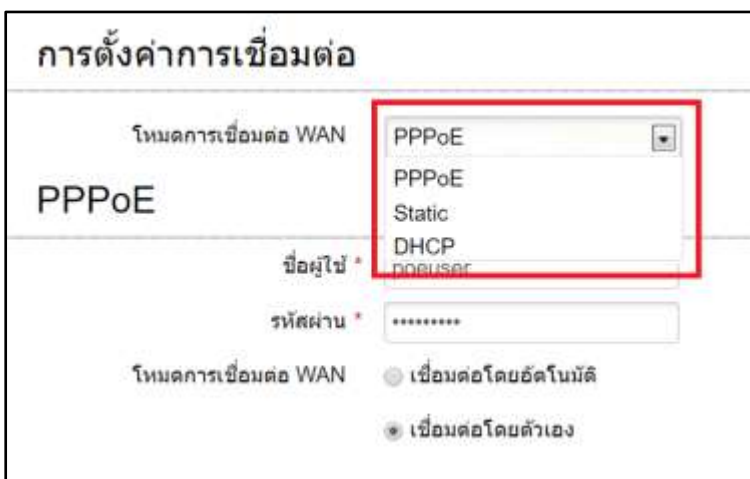 การตั้งค่าการเชื่อมต่อ
โหมดการเชื่อมต่อ WAN PPPoE
PPPoE
Static
DHCP
PPPoE
ชื่อผู้ใช้ * poeuser
รหัสผ่าน * •••••••••
โหมดการเชื่อมต่อ WAN เชื่อมต่อโดยอัตโนมัติ
เชื่อมต่อโดยตัวเอง